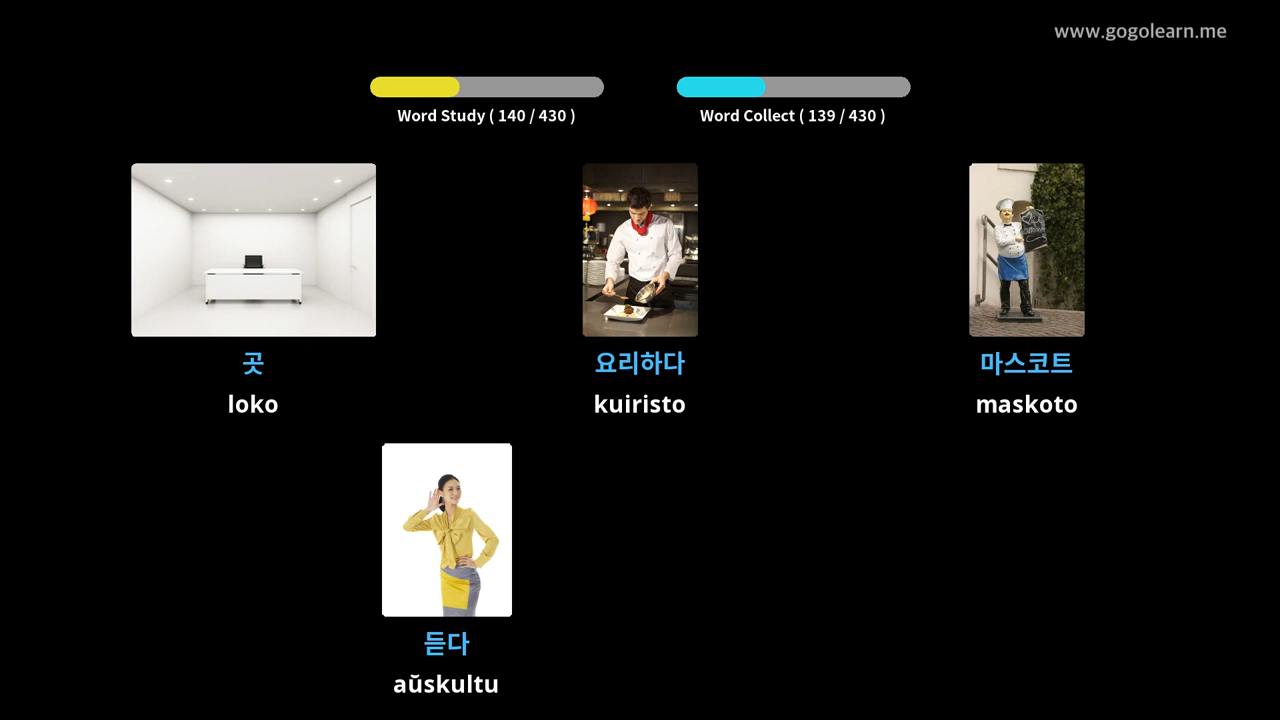 www.gogolearn.me
Word Study ( 140 / 430 )
Word Collect ( 139 / 430 )
곳
요리하다
마스코트
loko
kuiristo
maskoto
듣다
aŭskultu